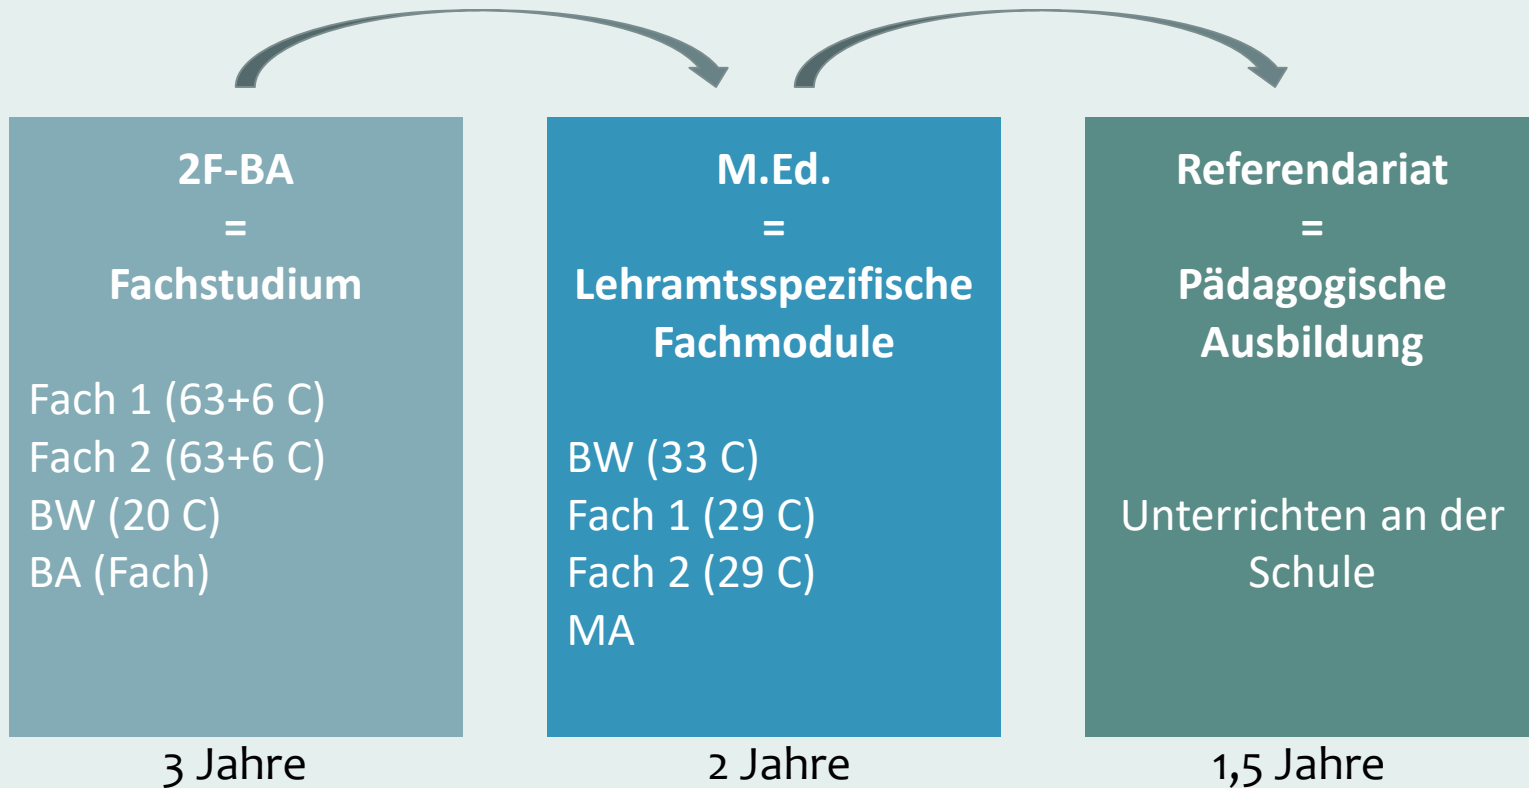 2F-BA
=
Fachstudium
Fach 1 (63+6 C)
Fach 2 (63+6 C)
BW (20 C)
BA (Fach)
3 Jahre
M.Ed.
=
Lehramtsspezifische
Fachmodule
BW (33 C)
Fach 1 (29 C)
Fach 2 (29 C)
MA
2 Jahre
Referendariat
=
Pädagogische
Ausbildung
Unterrichten an der
Schule
1,5 Jahre